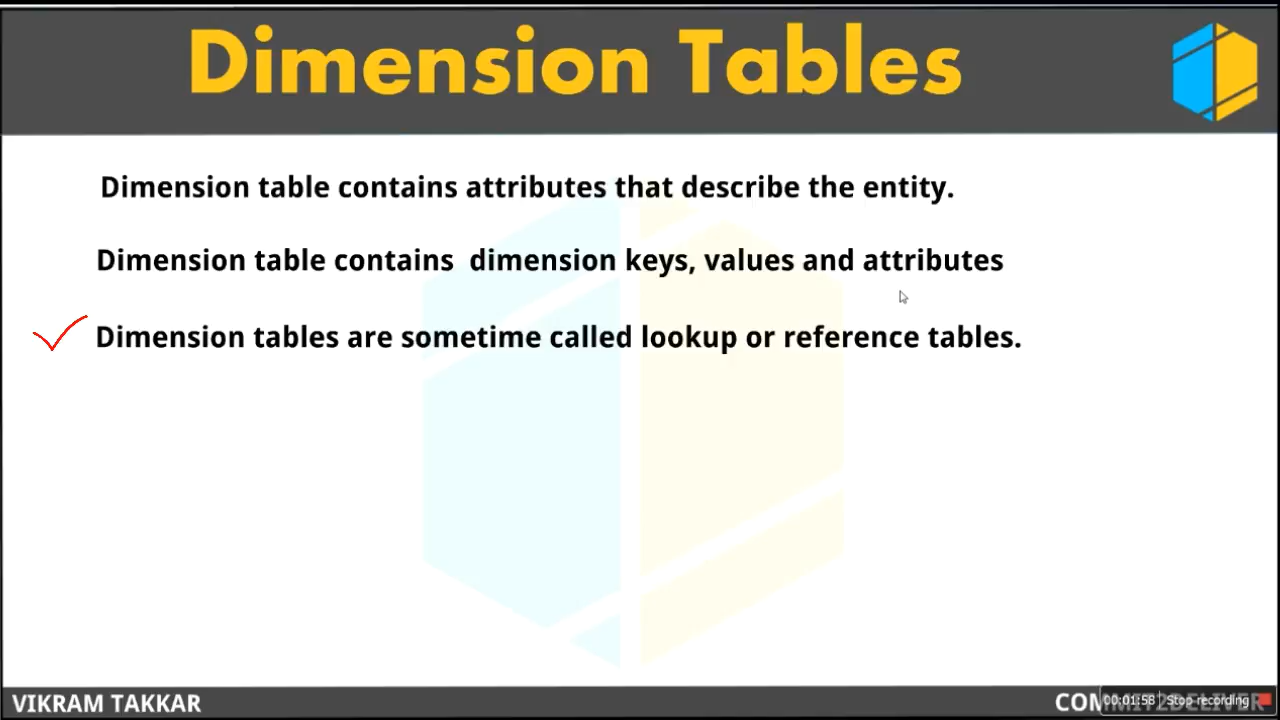 Dimension Tables
Dimension table contains attributes that describe the entity.
Dimension table contains  dimension keys, values and attributes
Dimension tables are sometime called lookup or reference tables.
VIKRAM TAKKAR
COMMIT2DELIVER
00:01:58 Stop recording